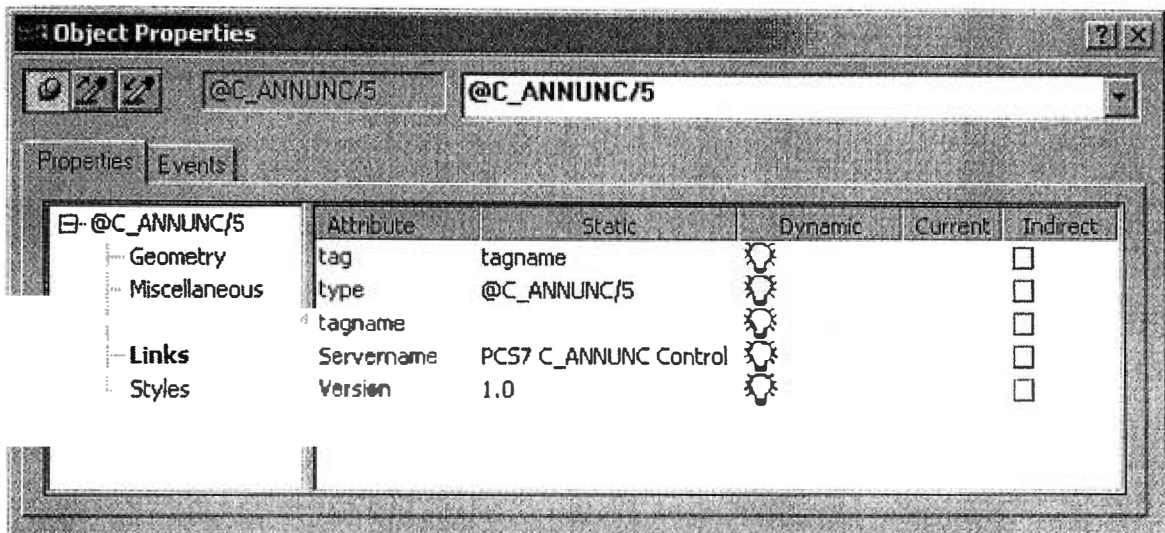 Object Properties
@C_ANNUNC/5 @C_ANNUNC/5
Properties Events
@C_ANNUNC/5 Attribute Static Dynamic Current Indirect
Geometry tag tagname
Miscellaneous type @C_ANNUNC/5
tagname
Links Servername PCS7 C_ANNUNC Control
Styles Version 1.0